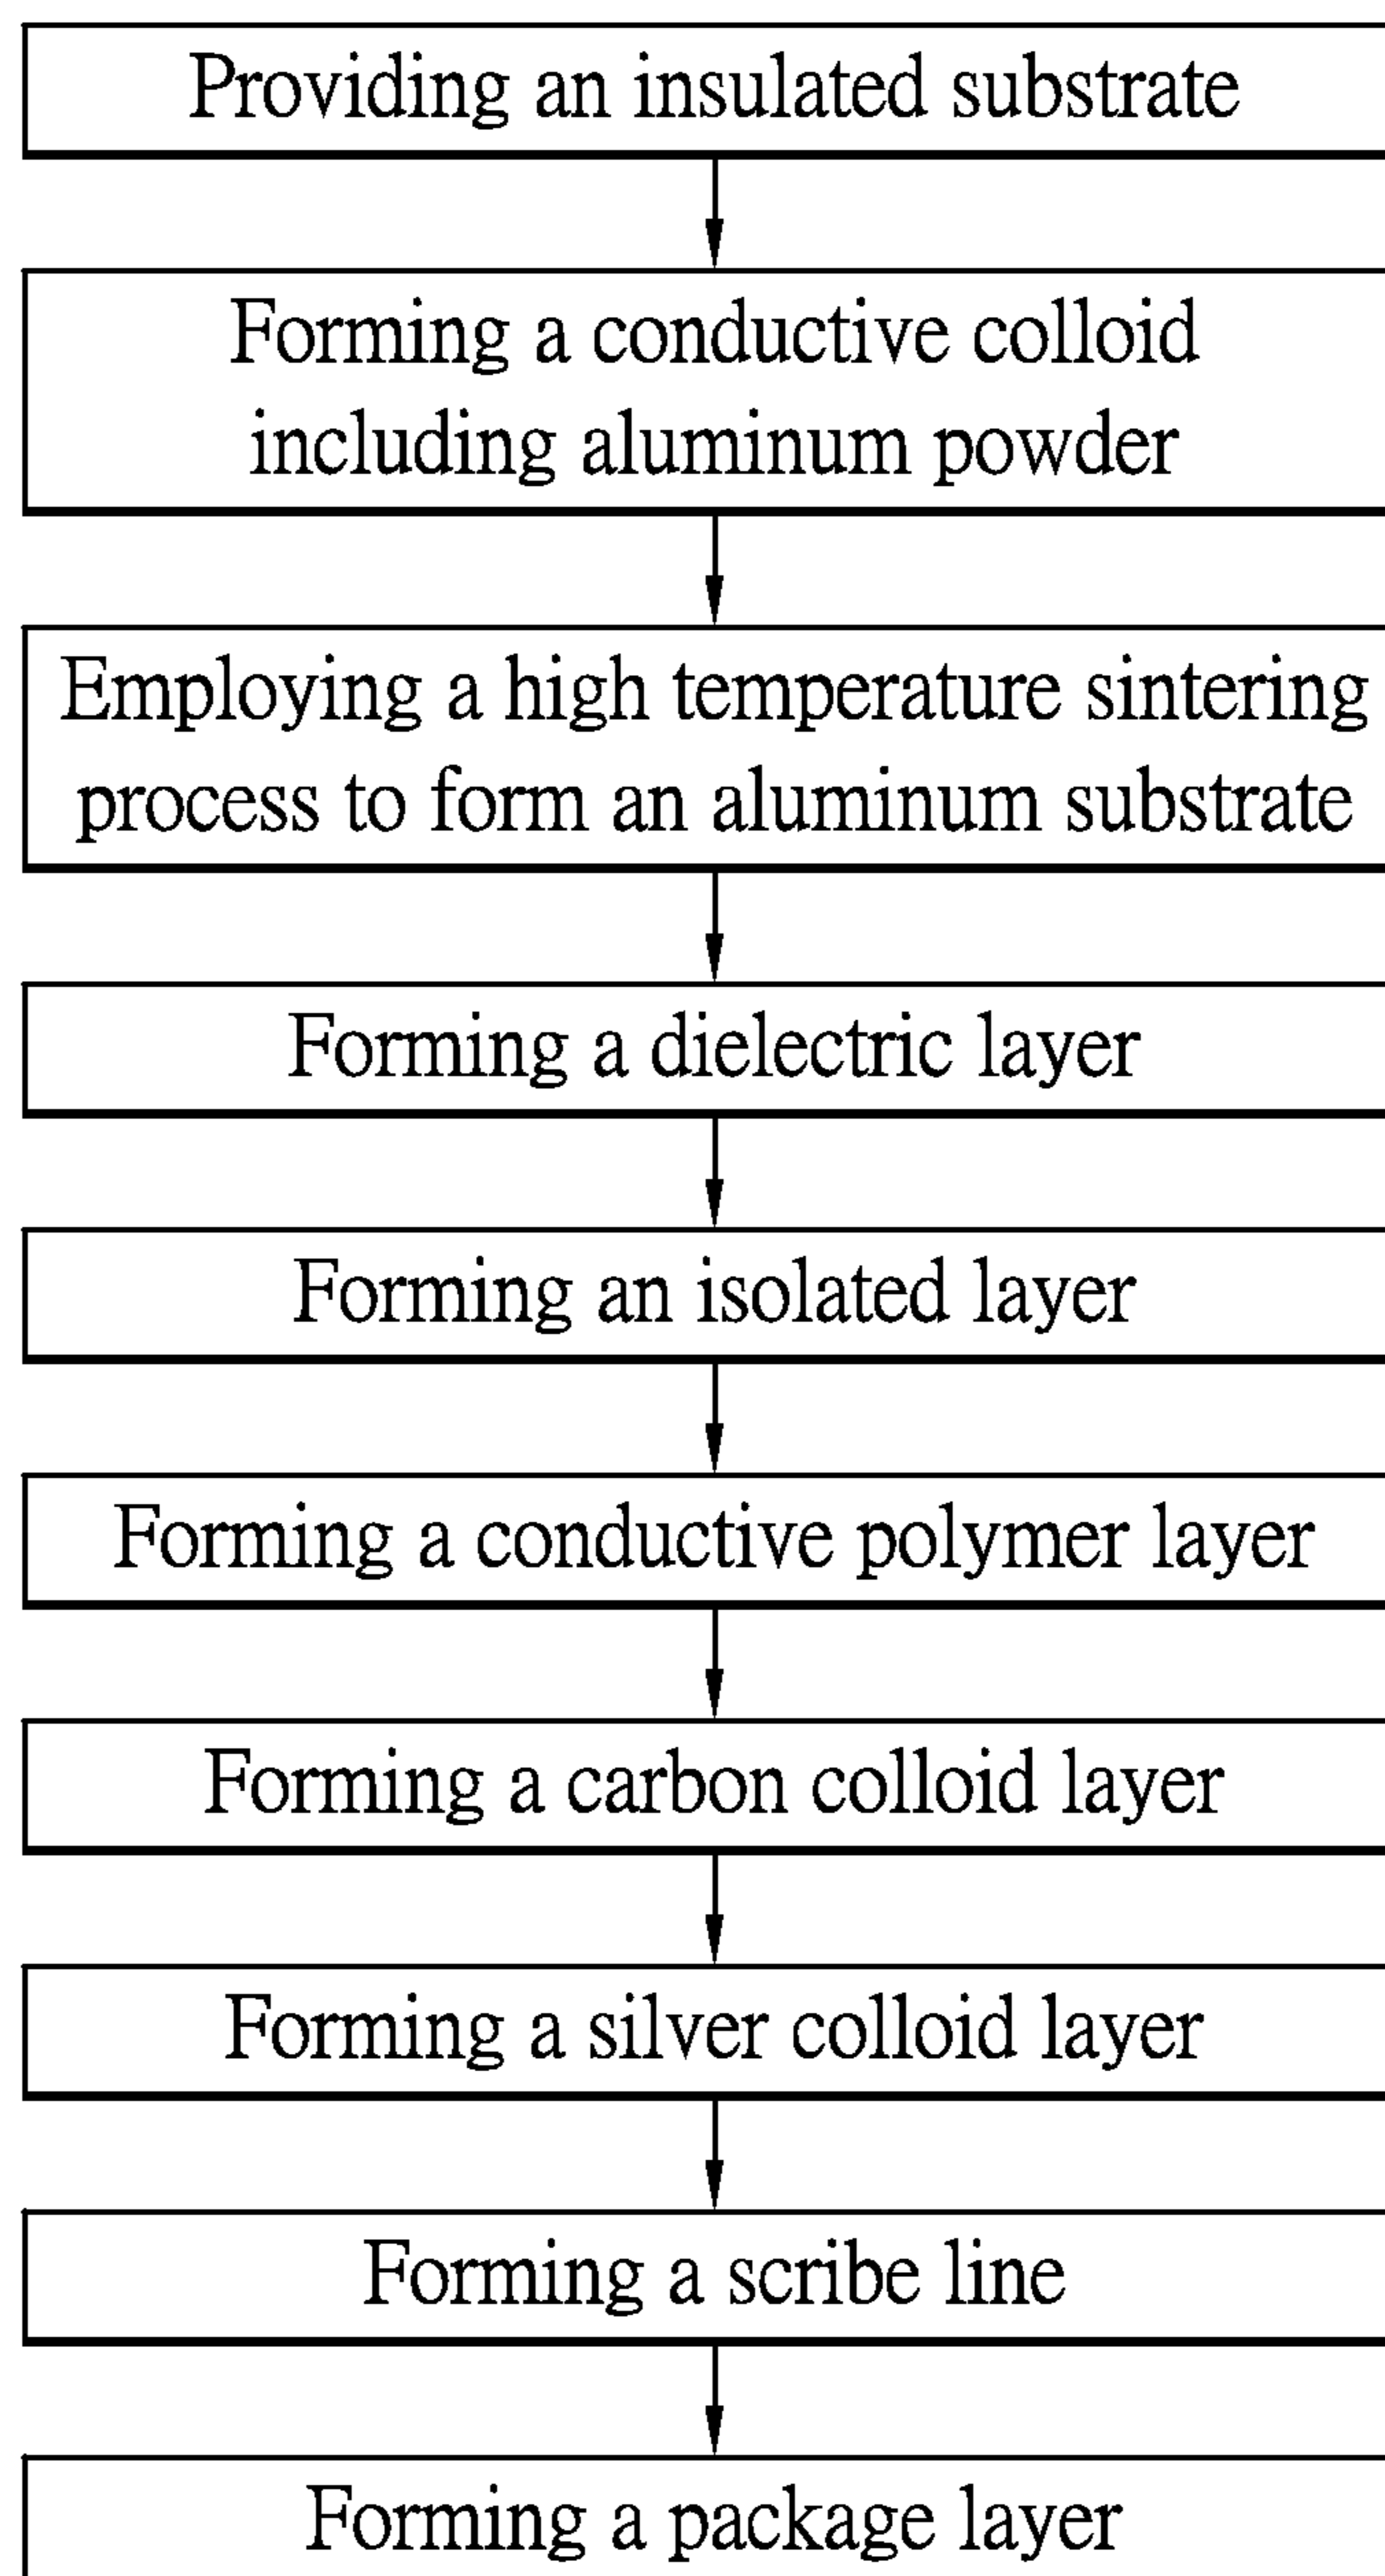 Providing an insulated substrate
Forming a conductive colloid
including aluminum powder
Employing a high temperature sintering
process to form an aluminum substrate
Forming a dielectric layer
Forming an isolated layer
Forming a conductive polymer layer
Forming a carbon colloid layer
Forming a silver colloid layer
Forming a scribe line
Forming a package layer